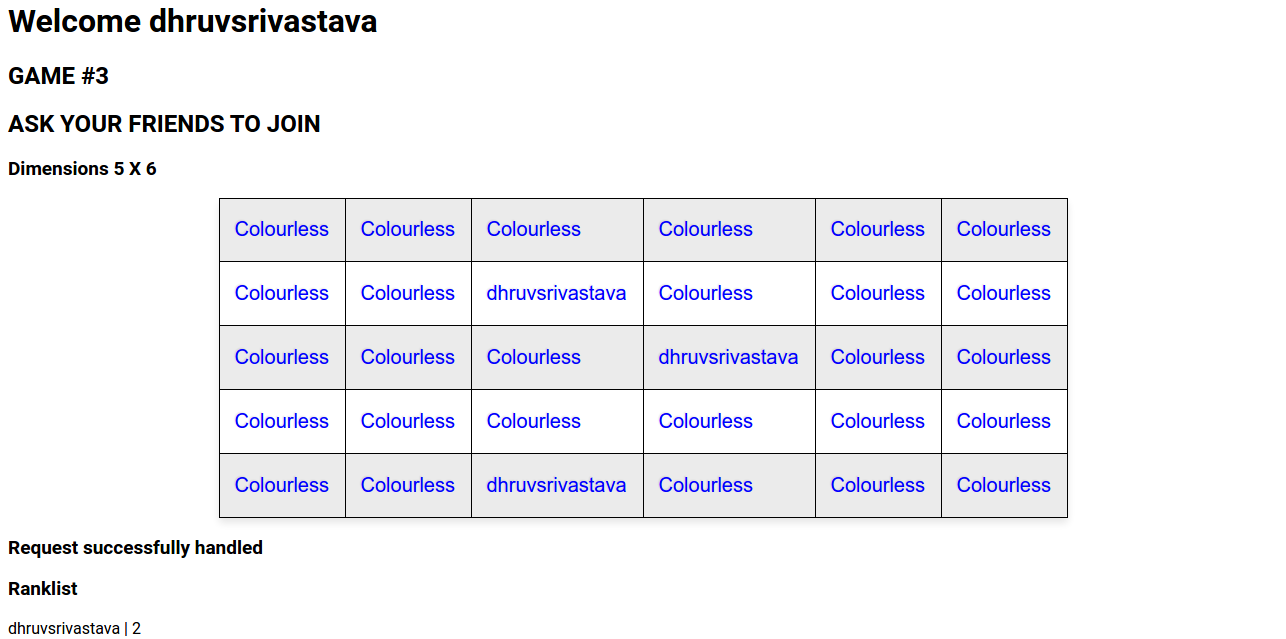 Welcome dhruvsrivastava
GAME #3
ASK YOUR FRIENDS TO JOIN
Dimensions 5 X 6
Colourless Colourless Colourless Colourless Colourless Colourless
Colourless Colourless dhruvsrivastava Colourless Colourless Colourless
Colourless Colourless Colourless dhruvsrivastava Colourless Colourless
Colourless Colourless Colourless Colourless Colourless Colourless
Colourless Colourless dhruvsrivastava Colourless Colourless Colourless
Request successfully handled
Ranklist
dhruvsrivastava | 2